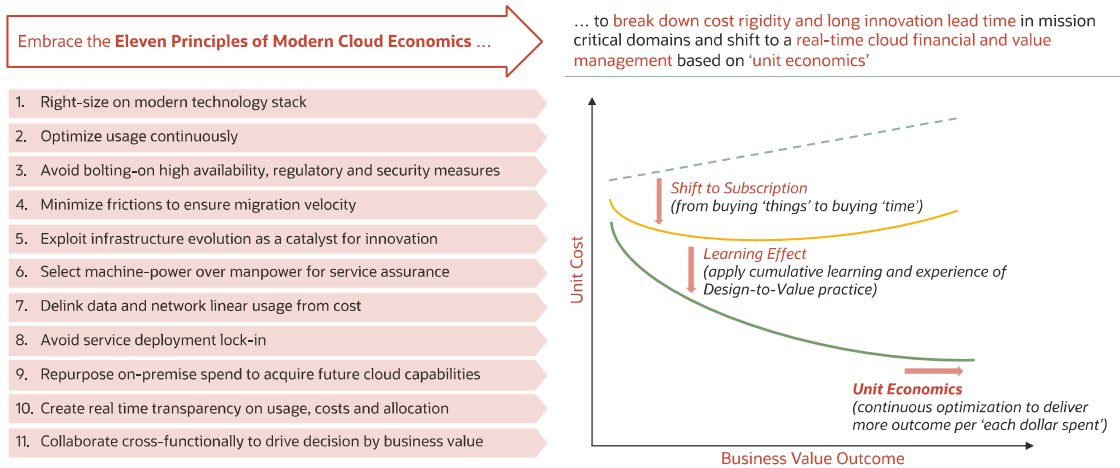 Embrace the Eleven Principles of Modern Cloud Economics ...
1. Right-size on modern technology stack
2. Optimize usage continuously
3. Avoid bolting-on high availability, regulatory and security measures
4. Minimize frictions to ensure migration velocity
5. Exploit infrastructure evolution as a catalyst for innovation
6. Select machine-power over manpower for service assurance
7. Delink data and network linear usage from cost
8. Avoid service deployment lock-in
9. Repurpose on-premise spend to acquire future cloud capabilities
10. Create real time transparency on usage, costs and allocation
11. Collaborate cross-functionally to drive decision by business value
... to break down cost rigidity and long innovation lead time in mission
critical domains and shift to a real-time cloud financial and value
management based on ‘unit economics’
Unit Cost
Shift to Subscription
(from buying ‘things’ to buying ‘time’)
Learning Effect
(apply cumulative learning and experience of
Design-to-Value practice)
Unit Economics
(continuous optimization to deliver
more outcome per ‘each dollar spent’)
Business Value Outcome